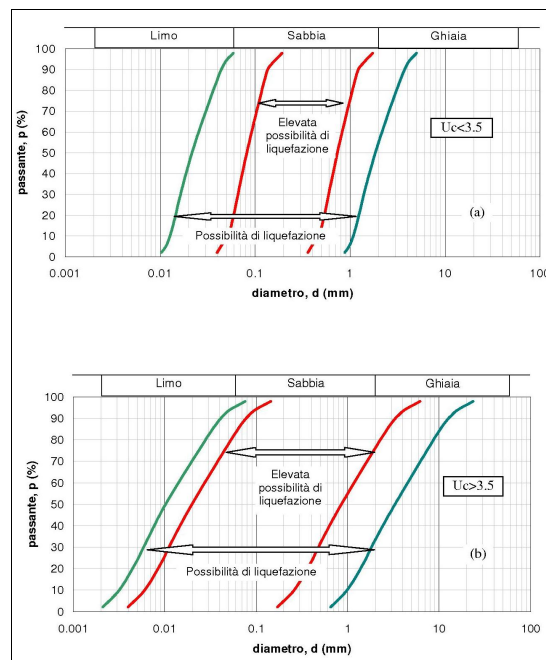 Limo Sabbia Ghiaia
100
90
80
70
60
50
40
30
20
10
0
passante, p (%)
Elevata
possibilità di
liquefazione
Uc<3.5
Possibilità di liquefazione
(a)
0.001 0.01 0.1 1 10 100
diametro, d (mm)
Limo Sabbia Ghiaia
100
90
80
70
60
50
40
30
20
10
0
passante, p (%)
Elevata
possibilità di
liquefazione
Uc>3.5
Possibilità di liquefazione
(b)
0.001 0.01 0.1 1 10 100
diametro, d (mm)